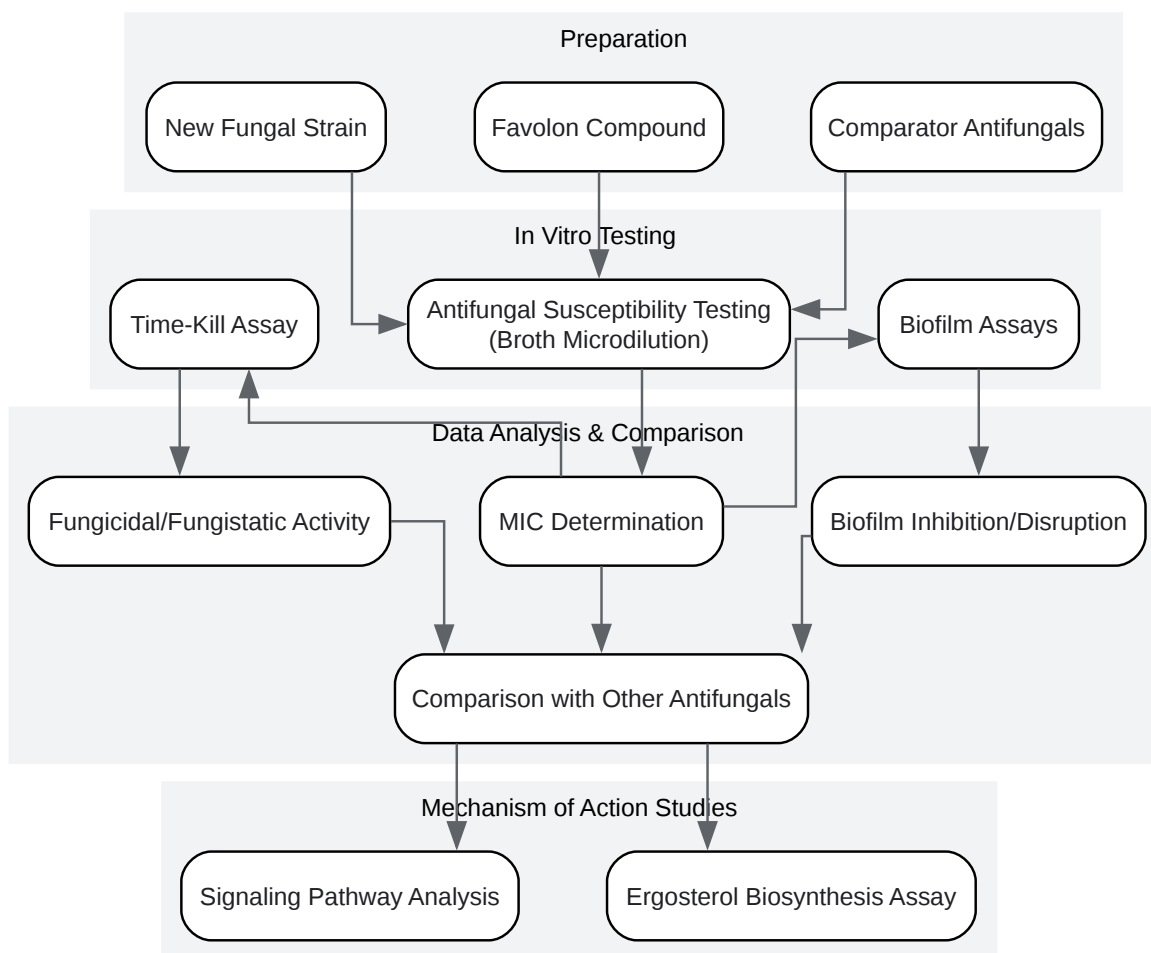 Preparation
New Fungal Strain
Favolon Compound
Comparator Antifungals
In Vitro Testing
Time-Kill Assay
Antifungal Susceptibility Testing
(Broth Microdilution)
Biofilm Assays
Data Analysis & Comparison
Fungicidal/Fungistatic Activity
MIC Determination
Biofilm Inhibition/Disruption
Comparison with Other Antifungals
Mechanism of Action Studies
Signaling Pathway Analysis
Ergosterol Biosynthesis Assay